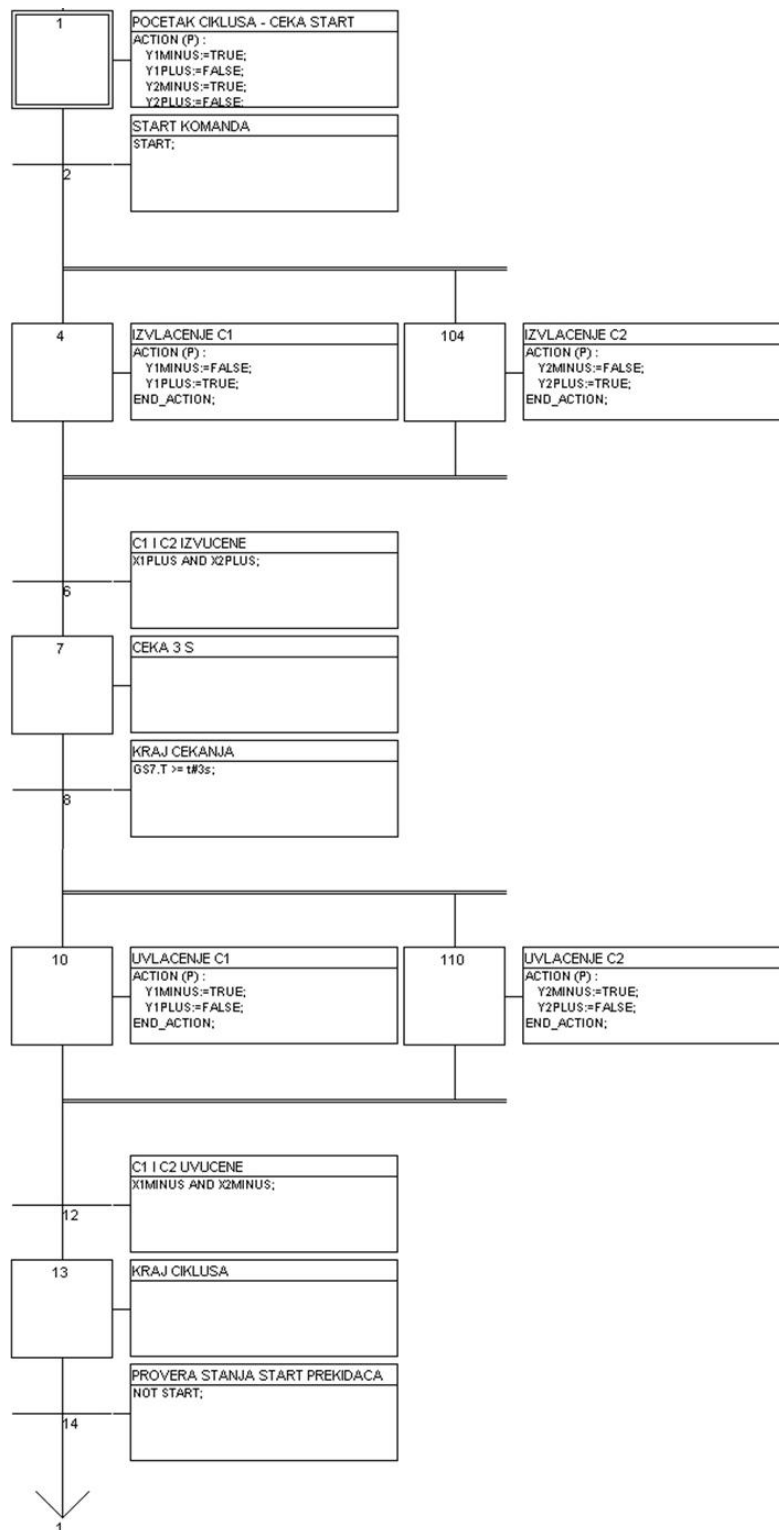 1
POCETAK CIKLUSA - CEKA START
ACTION (P) :
Y1MINUS:=TRUE;
Y1PLUS:=FALSE;
Y2MINUS:=TRUE;
Y2PLUS:=FALSE;
START KOMANDA
START;
2
4
IZVLACENJE C1
ACTION (P) :
Y1MINUS:=FALSE;
Y1PLUS:=TRUE;
END_ACTION;
104
IZVLACENJE C2
ACTION (P) :
Y2MINUS:=FALSE;
Y2PLUS:=TRUE;
END_ACTION;
C1 I C2 IZVUCENE
X1PLUS AND X2PLUS;
6
7
CEKA 3 S
KRAJ CEKANJA
GS7.T >= t#3s;
8
10
UVLACENJE C1
ACTION (P) :
Y1MINUS:=TRUE;
Y1PLUS:=FALSE;
END_ACTION;
110
UVLACENJE C2
ACTION (P) :
Y2MINUS:=TRUE;
Y2PLUS:=FALSE;
END_ACTION;
C1 I C2 UVUCENE
X1MINUS AND X2MINUS;
12
13
KRAJ CIKLUSA
PROVERA STANJA START PREKIDACA
NOT START;
14
1